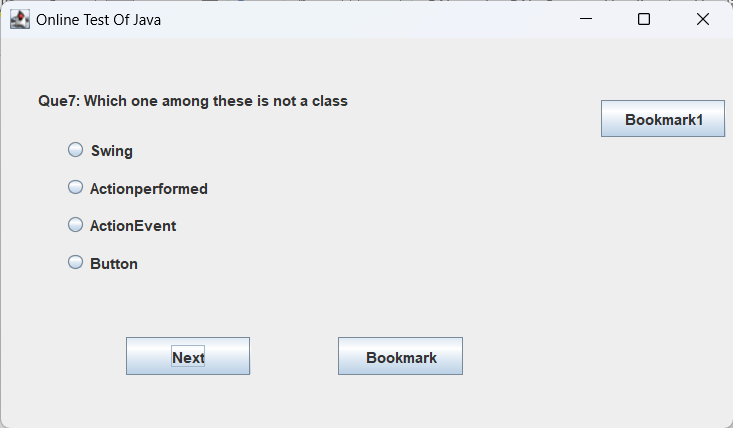 Online Test Of Java
Que7: Which one among these is not a class
Bookmark1
Swing
Actionperformed
ActionEvent
Button
Next
Bookmark